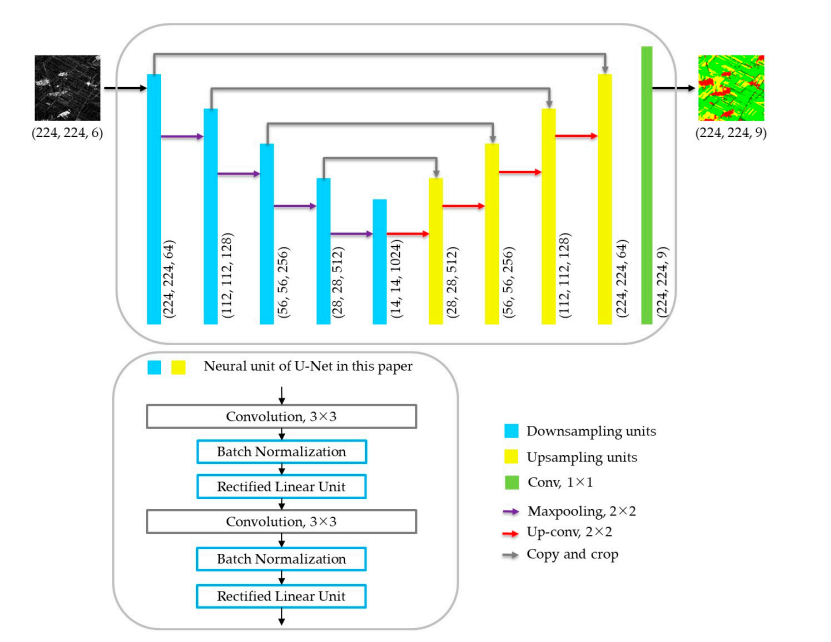 (224, 224, 6)
(224, 224, 9)
(224, 224, 64)
(112, 112, 128)
(56, 56, 256)
(28, 28, 512)
(14, 14, 1024)
(28, 28, 512)
(56, 56, 256)
(112, 112, 128)
(224, 224, 64)
(224, 224, 9)
Neural unit of U-Net in this paper
Convolution, 3×3
Batch Normalization
Rectified Linear Unit
Convolution, 3×3
Batch Normalization
Rectified Linear Unit
Downsampling units
Upsampling units
Conv, 1×1
Maxpooling, 2×2
Up-conv, 2×2
Copy and crop